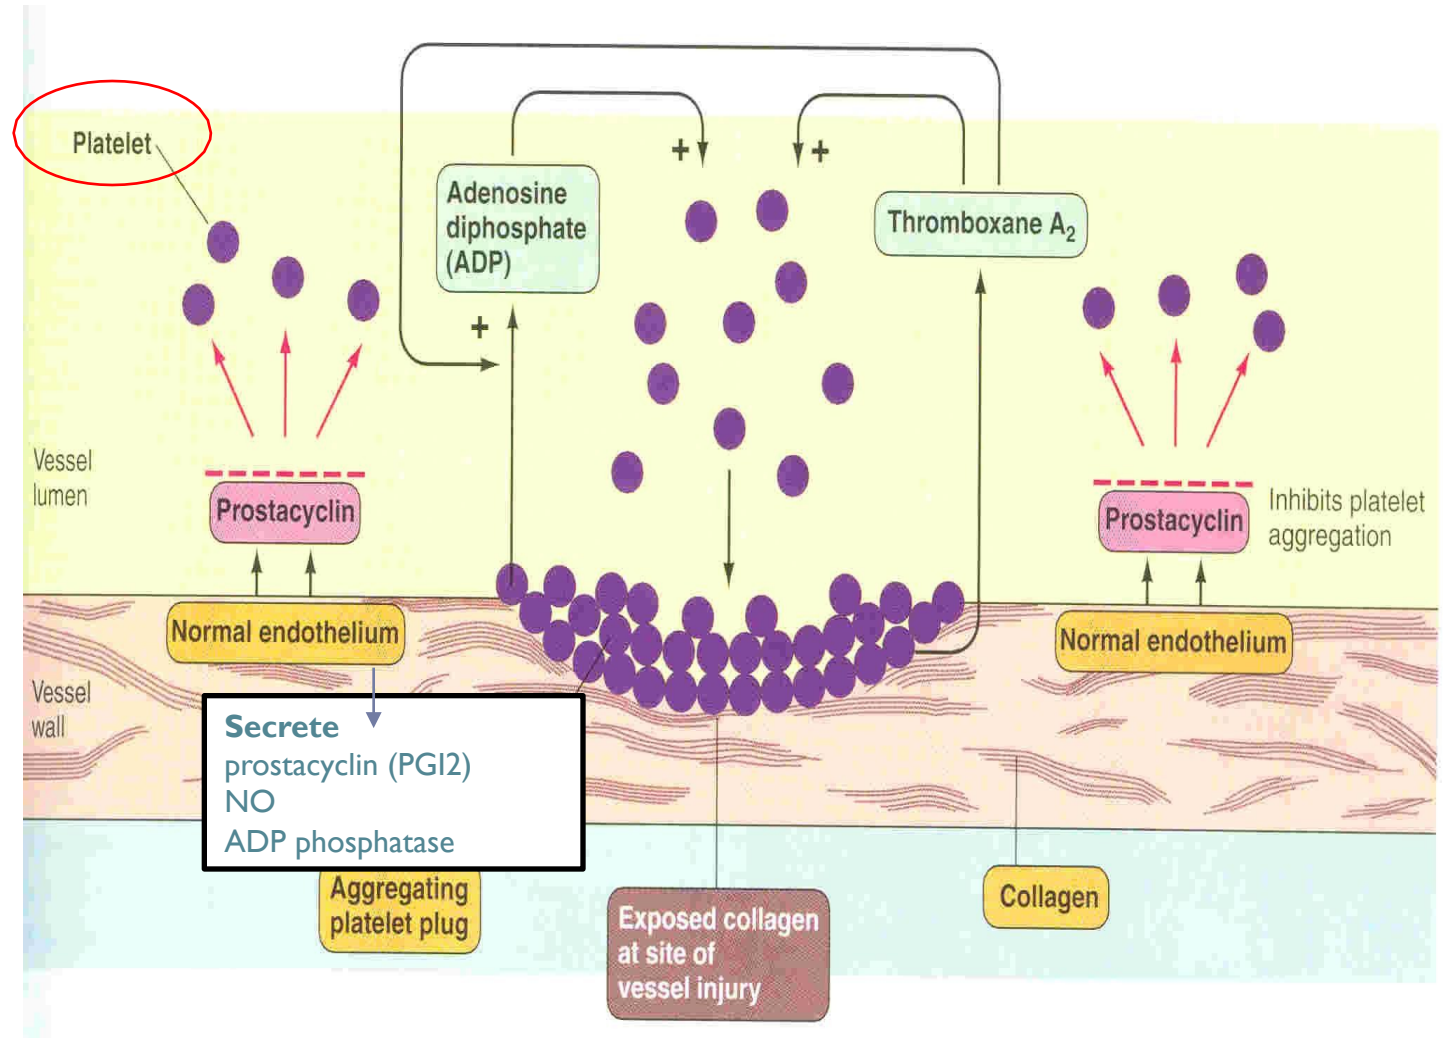 Platelet
Adenosine
diphosphate
(ADP)
+
+
+
Thromboxane A₂
Vessel
lumen
Prostacyclin
Prostacyclin
Inhibits platelet
aggregation
Normal endothelium
Normal endothelium
Vessel
wall
Secrete
prostacyclin (PGI2)
NO
ADP phosphatase
Aggregating
platelet plug
Exposed collagen
at site of
vessel injury
Collagen